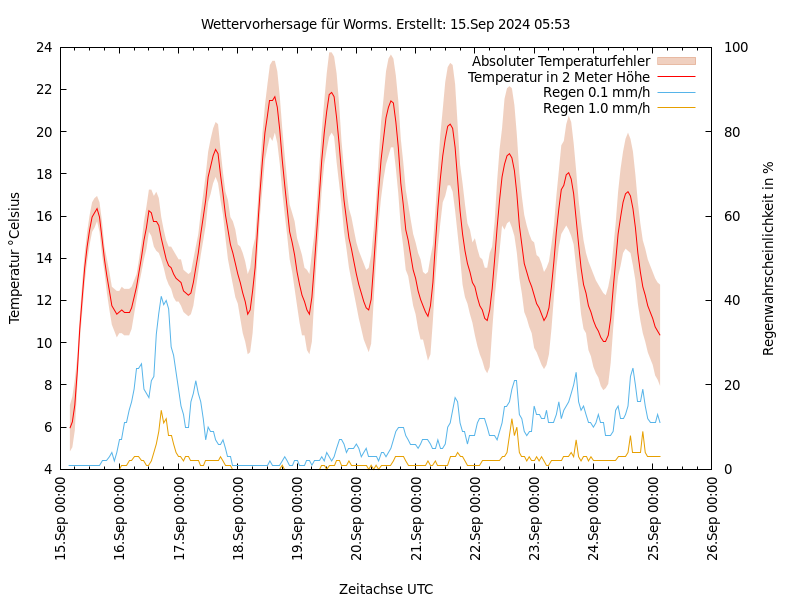 Wettervorhersage für Worms. Erstellt: 15.Sep 2024 05:53
Absoluter Temperaturfehler
Temperatur in 2 Meter Höhe
Regen 0.1 mm/h
Regen 1.0 mm/h
Temperatur °Celsius
24
22
20
18
16
14
12
10
8
6
4
100
80
60
40
20
0
Regenwahrscheinlichkeit in %
15.Sep 00:00
16.Sep 00:00
17.Sep 00:00
18.Sep 00:00
19.Sep 00:00
20.Sep 00:00
21.Sep 00:00
22.Sep 00:00
23.Sep 00:00
24.Sep 00:00
25.Sep 00:00
26.Sep 00:00
Zeitachse UTC